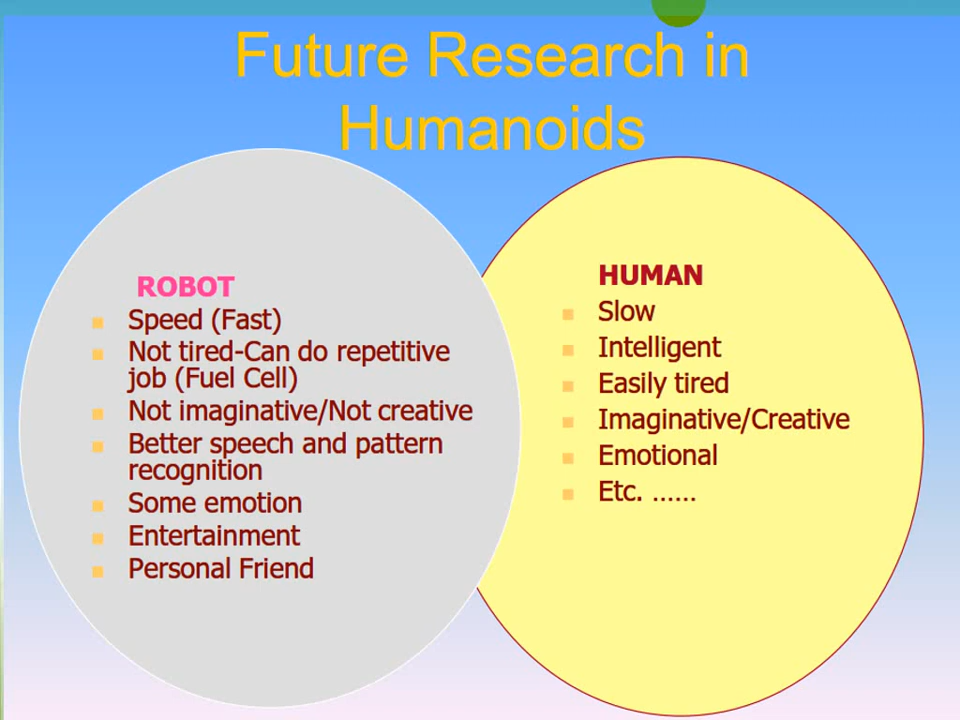 Future Research in
Humanoids
ROBOT
Speed (Fast)
Not tired-Can do repetitive
job (Fuel Cell)
Not imaginative/Not creative
Better speech and pattern
recognition
Some emotion
Entertainment
Personal Friend
HUMAN
Slow
Intelligent
Easily tired
Imaginative/Creative
Emotional
Etc. ......